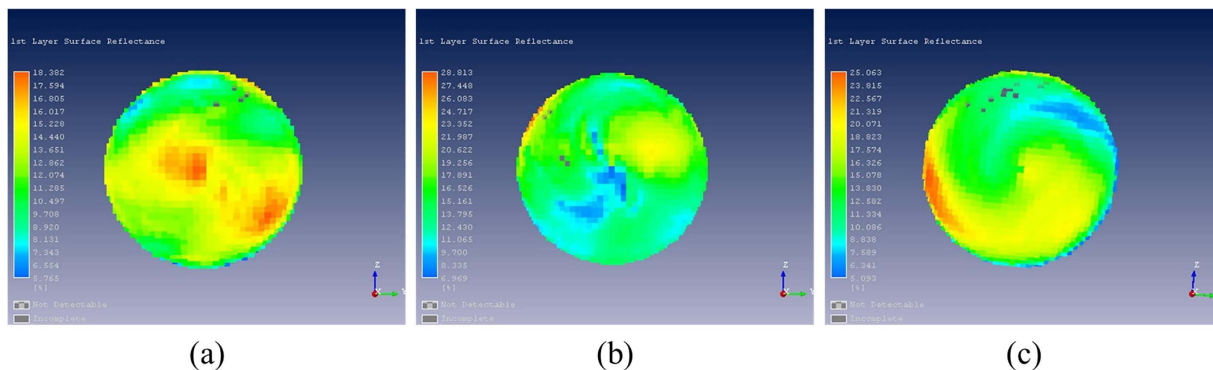 1st Layer Surface Reflectance
18.382
17.594
16.805
16.017
15.228
14.440
13.651
12.862
12.074
11.285
10.497
9.708
8.920
8.131
7.343
6.554
5.765
[%]
Not Detectable
Incomplete
Z
X
Y
(a)
1st Layer Surface Reflectance
28.813
27.448
26.083
24.717
23.352
21.987
20.622
19.256
17.891
16.526
15.161
13.795
12.430
11.065
9.700
8.335
6.969
[%]
Not Detectable
Incomplete
Z
X
Y
(b)
1st Layer Surface Reflectance
25.063
23.815
22.567
21.319
20.071
18.823
17.574
16.326
15.078
13.830
12.582
11.334
10.086
8.838
7.589
6.341
5.093
[%]
Not Detectable
Incomplete
Z
X
Y
(c)